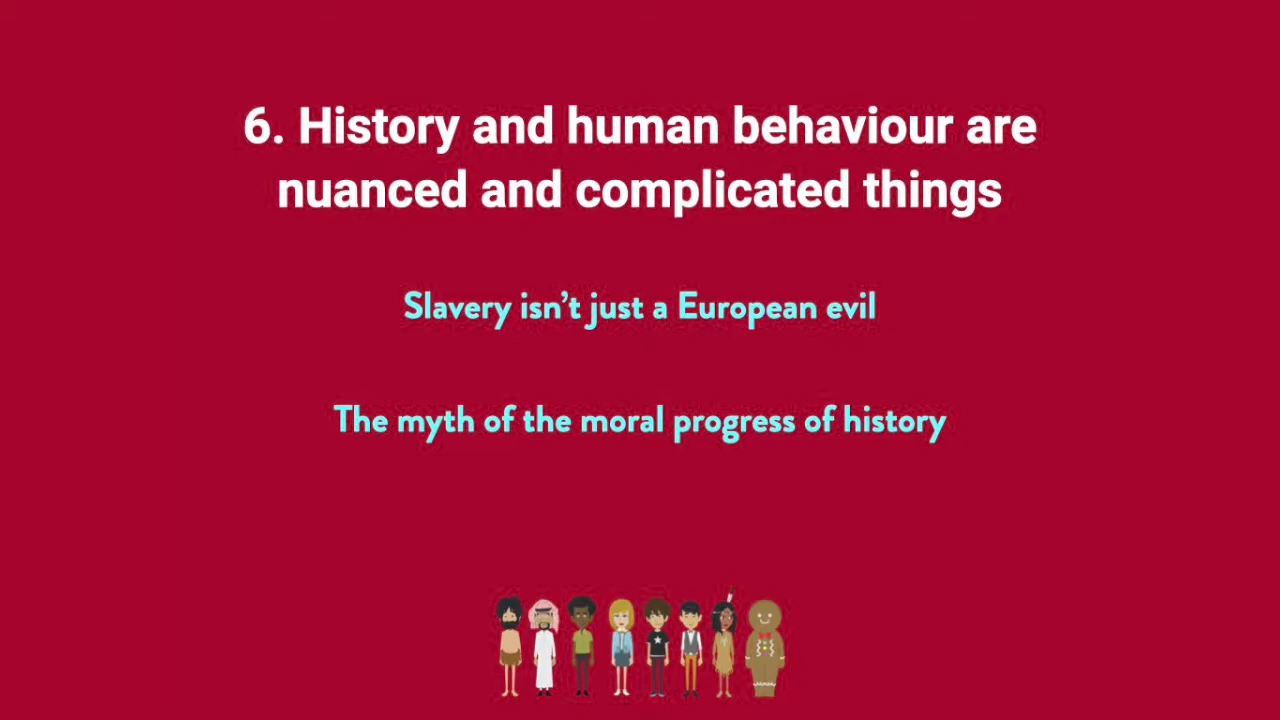 6. History and human behaviour are
nuanced and complicated things
Slavery isn't just a European evil
The myth of the moral progress of history